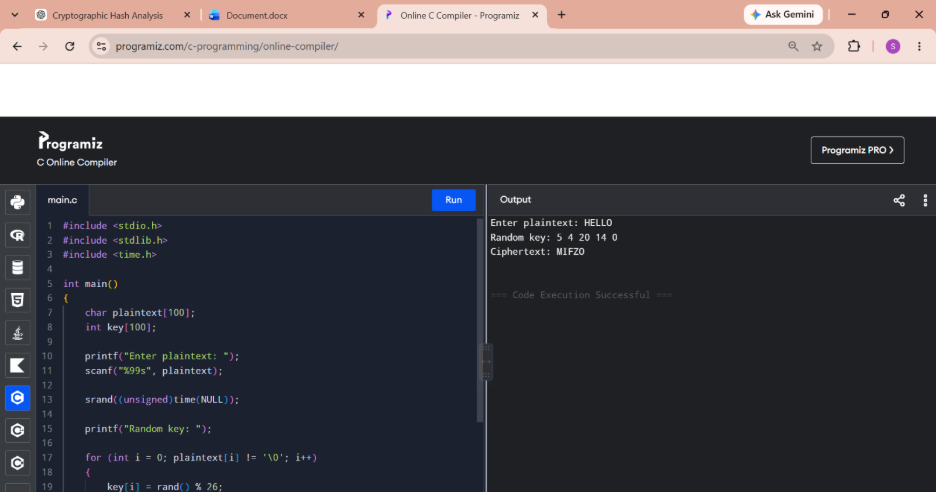 Cryptographic Hash Analysis
Document.docx
Online C Compiler - Programiz
Ask Gemini
programiz.com/c-programming/online-compiler/
S
Programiz
C Online Compiler
Programiz PRO
main.c
Run
Output
1 #include <stdio.h>
2 #include <stdlib.h>
3 #include <time.h>
4
5 int main()
6 {
7 char plaintext[100];
8 int key[100];
9
10 printf("Enter plaintext: ");
11 scanf("%99s", plaintext);
12
13 srand((unsigned)time(NULL));
14
15 printf("Random key: ");
16
17 for (int i = 0; plaintext[i] != '\0'; i++)
18 {
19 key[i] = rand() % 26;
Enter plaintext: HELLO
Random key: 5 4 20 14 0
Ciphertext: MIFZO
=== Code Execution Successful ===